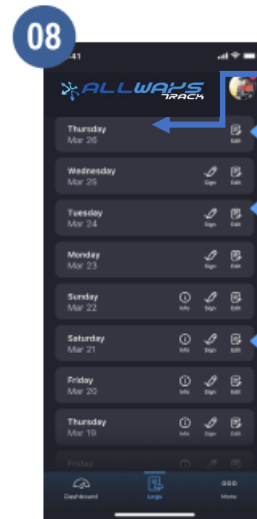 08
:41
ALLWAYS
TRACK
Thursday
Mar 26
Edit
Wednesday
Mar 25
Sign Edit
Tuesday
Mar 24
Sign Edit
Monday
Mar 23
Sign Edit
Sunday
Mar 22
Info Sign Edit
Saturday
Mar 21
Info Sign Edit
Friday
Mar 20
Info Sign Edit
Thursday
Mar 19
Info Sign Edit
Friday
Dashboard Logs More